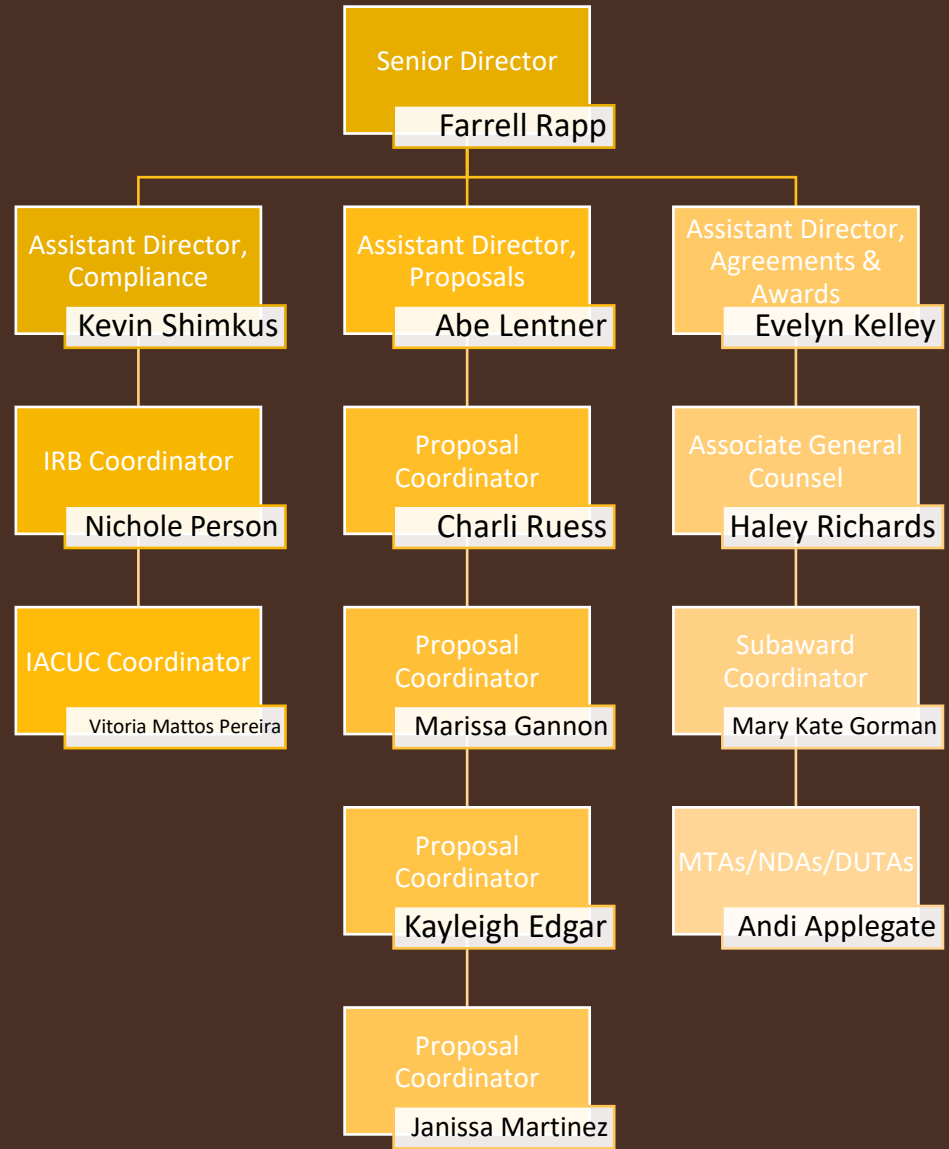 Senior Director
Farrell Rapp
Assistant Director,
Compliance
Kevin Shimkus
IRB Coordinator
Nichole Person
IACUC Coordinator
Vitoria Mattos Pereira
Assistant Director,
Proposals
Abe Lentner
Proposal
Coordinator
Charli Ruess
Proposal
Coordinator
Marissa Gannon
Proposal
Coordinator
Kayleigh Edgar
Proposal
Coordinator
Janissa Martinez
Assistant Director,
Agreements &
Awards
Evelyn Kelley
Associate General
Counsel
Haley Richards
Subaward
Coordinator
Mary Kate Gorman
MTAs/NDAs/DUTAs
Andi Applegate